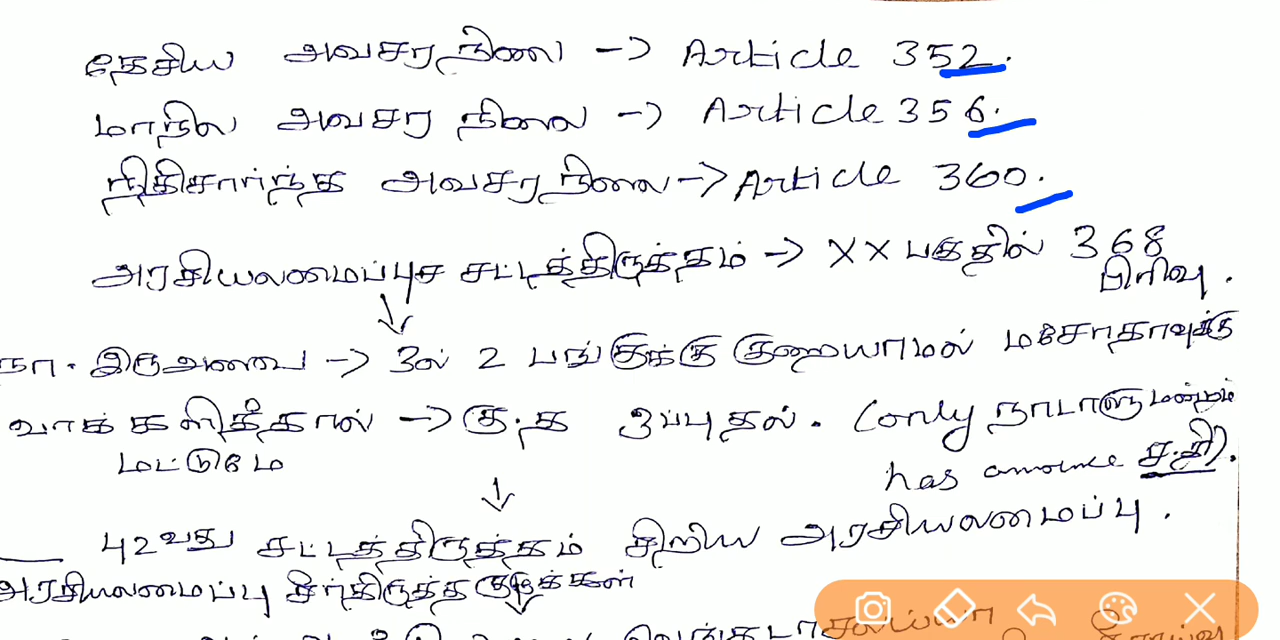 தேசிய அவசரநிலை -> Article 352.
மாநில அவசர நிலை -> Article 356.
நிதிசார்ந்த அவசரநிலை -> Article 360.
அரசியலமைப்புச சட்டத்திருத்தம் -> XX பகுதில் 368
பிரிவு.
நா. இருஅவை -> 3ல் 2 பங்குக்கு குறையாமல் மசோதாவுக்கு
வாக்களித்தால் -> கு.த ஒப்புதல். (only நாடாளுமன்றம்
மட்டுமே
has announce ச.தி).
42வது சட்டத்திருத்தம் சிறிய அரசியலமைப்பு.
அரசியலமைப்பு சீர்திருத்த குழுக்கள்